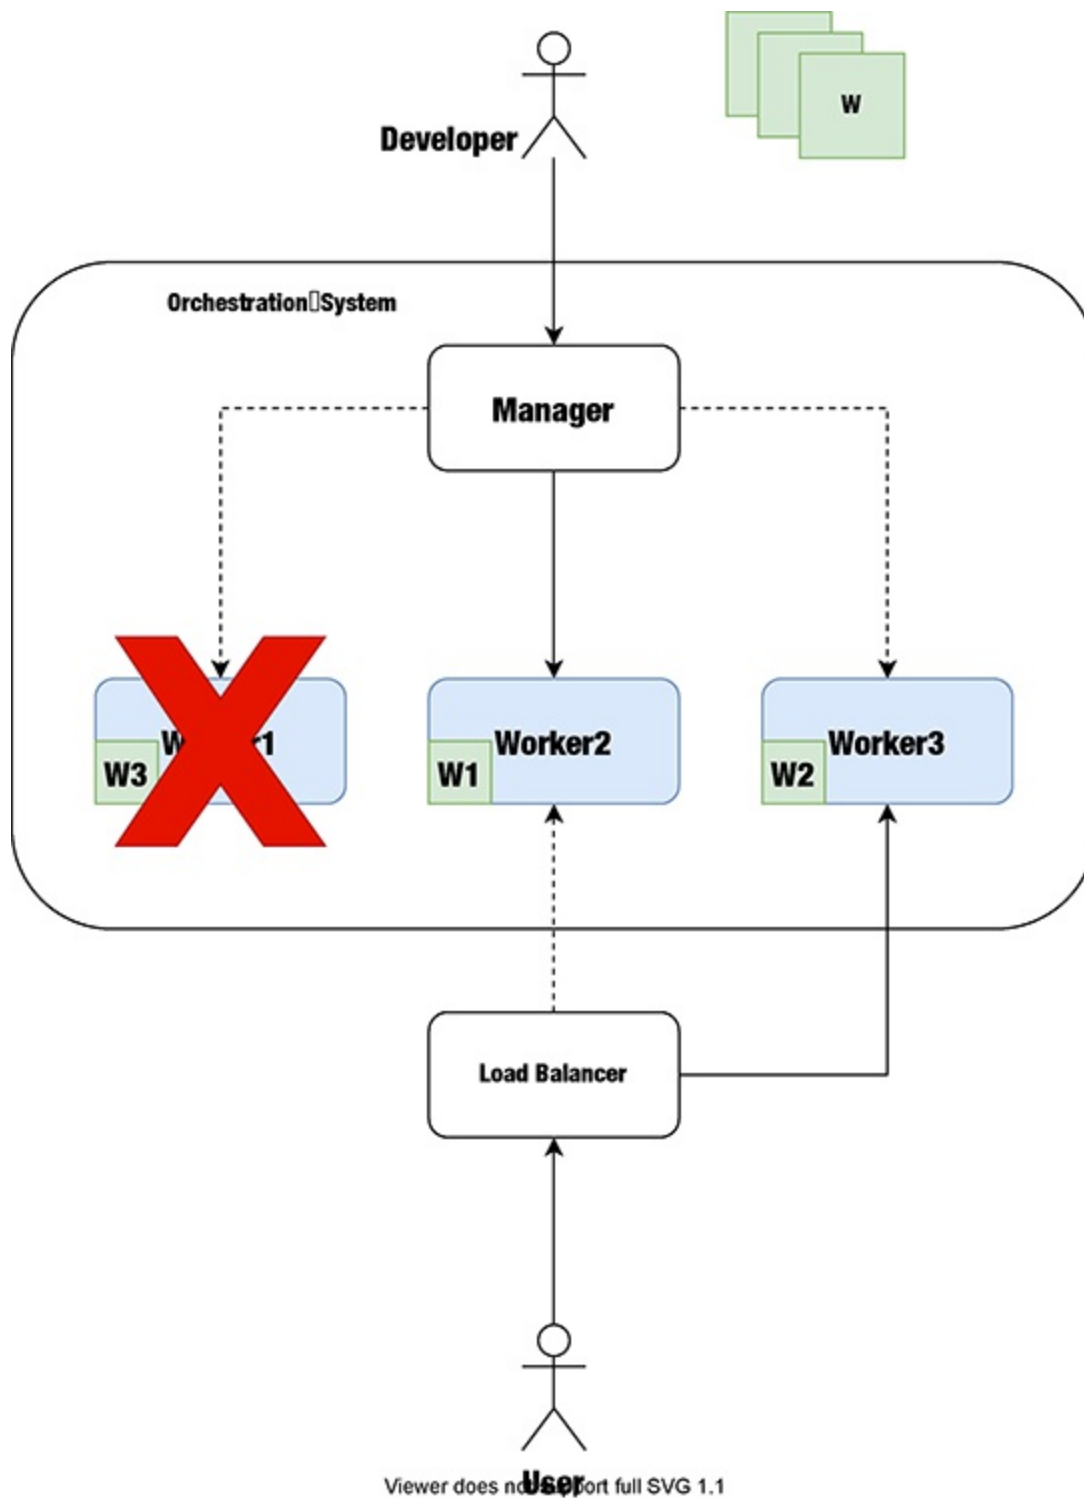 W
Developer
Orchestration▯System
Manager
Worker2
Worker3
W3
W1
W2
Load Balancer
User
Viewer does not support full SVG 1.1